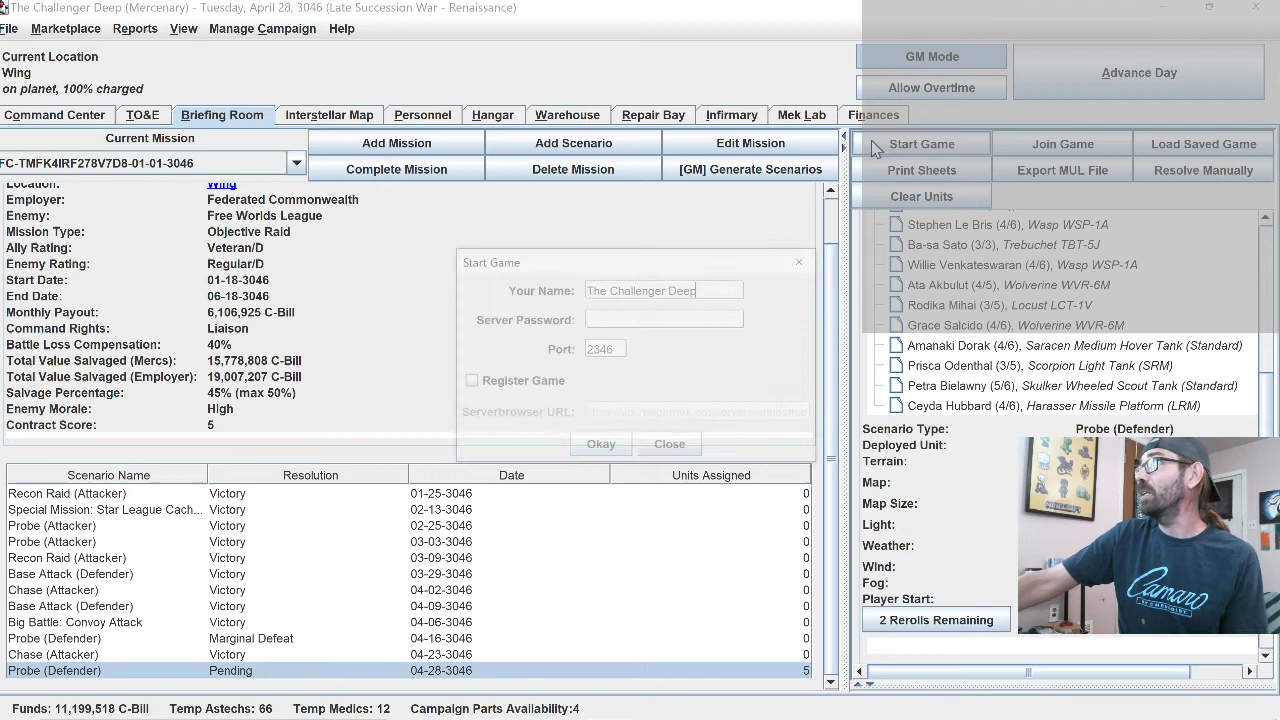 The Challenger Deep (Mercenary) - Tuesday, April 28, 3046 (Late Succession War - Renaissance)
File Marketplace Reports View Manage Campaign Help
Current Location
Wing
on planet, 100% charged
GM Mode
Allow Overtime
Advance Day
Command Center TO&E Briefing Room Interstellar Map Personnel Hangar Warehouse Repair Bay Infirmary Mek Lab Finances
Current Mission
FC-TMFK4IRF278V7D8-01-01-3046
Add Mission Add Scenario Edit Mission
Complete Mission Delete Mission [GM] Generate Scenarios
Start Game Join Game Load Saved Game
Print Sheets Export MUL File Resolve Manually
Clear Units
Location: Wing
Employer: Federated Commonwealth
Enemy: Free Worlds League
Mission Type: Objective Raid
Ally Rating: Veteran/D
Enemy Rating: Regular/D
Start Date: 01-18-3046
End Date: 06-18-3046
Monthly Payout: 6,106,925 C-Bill
Command Rights: Liaison
Battle Loss Compensation: 40%
Total Value Salvaged (Mercs): 15,778,808 C-Bill
Total Value Salvaged (Employer): 19,007,207 C-Bill
Salvage Percentage: 45% (max 50%)
Enemy Morale: High
Contract Score: 5
Start Game
Your Name: The Challenger Deep
Server Password:
Port: 2346
Register Game
Serverbrowser URL:
Okay Close
Stephen Le Bris (4/6), Wasp WSP-1A
Ba-sa Sato (3/3), Trebuchet TBT-5J
Willie Venkateswaran (4/6), Wasp WSP-1A
Ata Akbulut (4/5), Wolverine WVR-6M
Rodika Mihai (3/5), Locust LCT-1V
Grace Salcido (4/6), Wolverine WVR-6M
Amanaki Dorak (4/6), Saracen Medium Hover Tank (Standard)
Prisca Odenthal (3/5), Scorpion Light Tank (SRM)
Petra Bielawny (5/6), Skulker Wheeled Scout Tank (Standard)
Ceyda Hubbard (4/6), Harasser Missile Platform (LRM)
Scenario Type: Probe (Defender)
Deployed Unit:
Terrain:
Map:
Map Size:
Light:
Weather:
Wind:
Fog:
Player Start:
2 Rerolls Remaining
Camaro
Scenario Name Resolution Date Units Assigned
Recon Raid (Attacker) Victory 01-25-3046 0
Special Mission: Star League Cach... Victory 02-13-3046 0
Probe (Attacker) Victory 02-25-3046 0
Probe (Attacker) Victory 03-03-3046 0
Recon Raid (Attacker) Victory 03-09-3046 0
Base Attack (Defender) Victory 03-29-3046 0
Chase (Attacker) Victory 04-02-3046 0
Base Attack (Defender) Victory 04-09-3046 0
Big Battle: Convoy Attack Victory 04-06-3046 0
Probe (Defender) Marginal Defeat 04-16-3046 0
Chase (Attacker) Victory 04-23-3046 0
Probe (Defender) Pending 04-28-3046 5
Funds: 11,199,518 C-Bill Temp Astechs: 66 Temp Medics: 12 Campaign Parts Availability:4